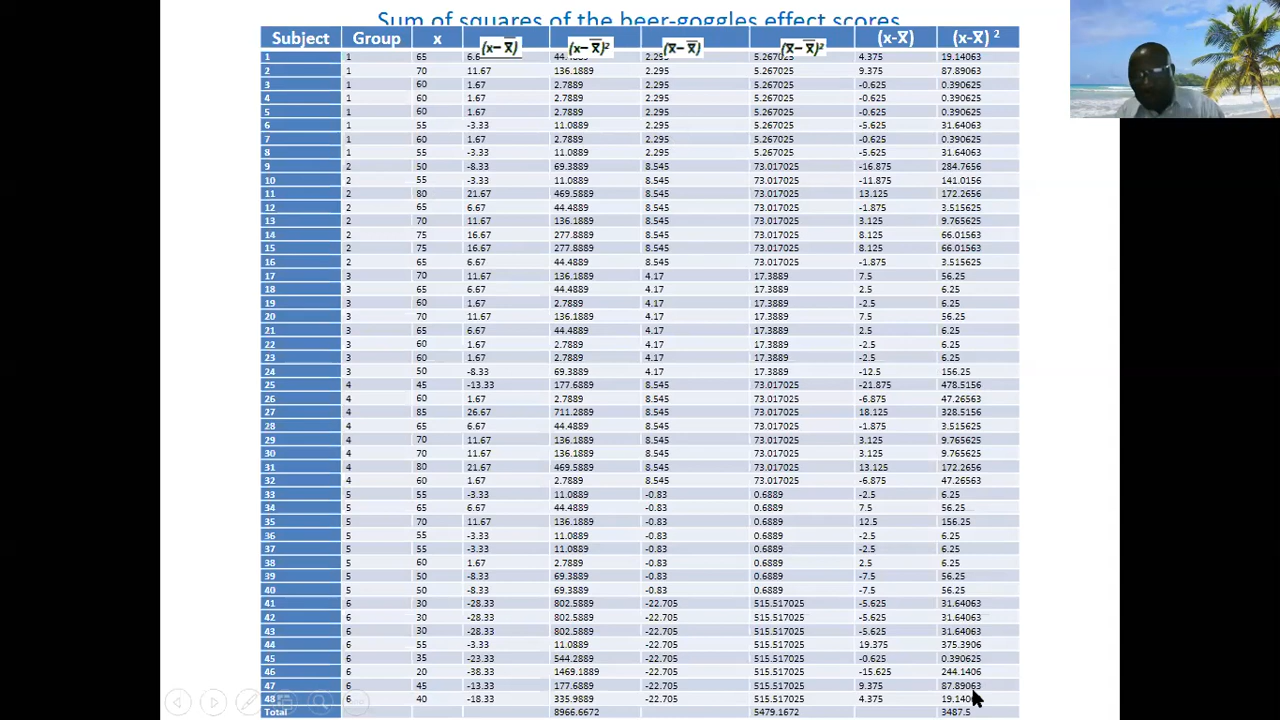 Sum of squares of the beer-goggles effect scores
Subject Group x (x– X̿) (x– X̿)² (X̅– X̿) (X̅– X̿)² (x-X̅) (x-X̅) ²
1 1 65 2.295 5.267025 4.375 19.14063
2 1 70 11.67 136.1889 2.295 5.267025 9.375 87.89063
3 1 60 1.67 2.7889 2.295 5.267025 -0.625 0.390625
4 1 60 1.67 2.7889 2.295 5.267025 -0.625 0.390625
5 1 60 1.67 2.7889 2.295 5.267025 -0.625 0.390625
6 1 55 -3.33 11.0889 2.295 5.267025 -5.625 31.64063
7 1 60 1.67 2.7889 2.295 5.267025 -0.625 0.390625
8 1 55 -3.33 11.0889 2.295 5.267025 -5.625 31.64063
9 2 50 -8.33 69.3889 8.545 73.017025 -16.875 284.7656
10 2 55 -3.33 11.0889 8.545 73.017025 -11.875 141.0156
11 2 80 21.67 469.5889 8.545 73.017025 13.125 172.2656
12 2 65 6.67 44.4889 8.545 73.017025 -1.875 3.515625
13 2 70 11.67 136.1889 8.545 73.017025 3.125 9.765625
14 2 75 16.67 277.8889 8.545 73.017025 8.125 66.01563
15 2 75 16.67 277.8889 8.545 73.017025 8.125 66.01563
16 2 65 6.67 44.4889 8.545 73.017025 -1.875 3.515625
17 3 70 11.67 136.1889 4.17 17.3889 7.5 56.25
18 3 65 6.67 44.4889 4.17 17.3889 2.5 6.25
19 3 60 1.67 2.7889 4.17 17.3889 -2.5 6.25
20 3 70 11.67 136.1889 4.17 17.3889 7.5 56.25
21 3 65 6.67 44.4889 4.17 17.3889 2.5 6.25
22 3 60 1.67 2.7889 4.17 17.3889 -2.5 6.25
23 3 60 1.67 2.7889 4.17 17.3889 -2.5 6.25
24 3 50 -8.33 69.3889 4.17 17.3889 -12.5 156.25
25 4 45 -13.33 177.6889 8.545 73.017025 -21.875 478.5156
26 4 60 1.67 2.7889 8.545 73.017025 -6.875 47.26563
27 4 85 26.67 711.2889 8.545 73.017025 18.125 328.5156
28 4 65 6.67 44.4889 8.545 73.017025 -1.875 3.515625
29 4 70 11.67 136.1889 8.545 73.017025 3.125 9.765625
30 4 70 11.67 136.1889 8.545 73.017025 3.125 9.765625
31 4 80 21.67 469.5889 8.545 73.017025 13.125 172.2656
32 4 60 1.67 2.7889 8.545 73.017025 -6.875 47.26563
33 5 55 -3.33 11.0889 -0.83 0.6889 -2.5 6.25
34 5 65 6.67 44.4889 -0.83 0.6889 7.5 56.25
35 5 70 11.67 136.1889 -0.83 0.6889 12.5 156.25
36 5 55 -3.33 11.0889 -0.83 0.6889 -2.5 6.25
37 5 55 -3.33 11.0889 -0.83 0.6889 -2.5 6.25
38 5 60 1.67 2.7889 -0.83 0.6889 2.5 6.25
39 5 50 -8.33 69.3889 -0.83 0.6889 -7.5 56.25
40 5 50 -8.33 69.3889 -0.83 0.6889 -7.5 56.25
41 6 30 -28.33 802.5889 -22.705 515.517025 -5.625 31.64063
42 6 30 -28.33 802.5889 -22.705 515.517025 -5.625 31.64063
43 6 30 -28.33 802.5889 -22.705 515.517025 -5.625 31.64063
44 6 55 -3.33 11.0889 -22.705 515.517025 19.375 375.3906
45 6 35 -23.33 544.2889 -22.705 515.517025 -0.625 0.390625
46 6 20 -38.33 1469.1889 -22.705 515.517025 -15.625 244.1406
47 6 45 -13.33 177.6889 -22.705 515.517025 9.375 87.89063
48 6 40 -18.33 335.9889 -22.705 515.517025 4.375
Total 8966.6672 5479.1672 3487.5